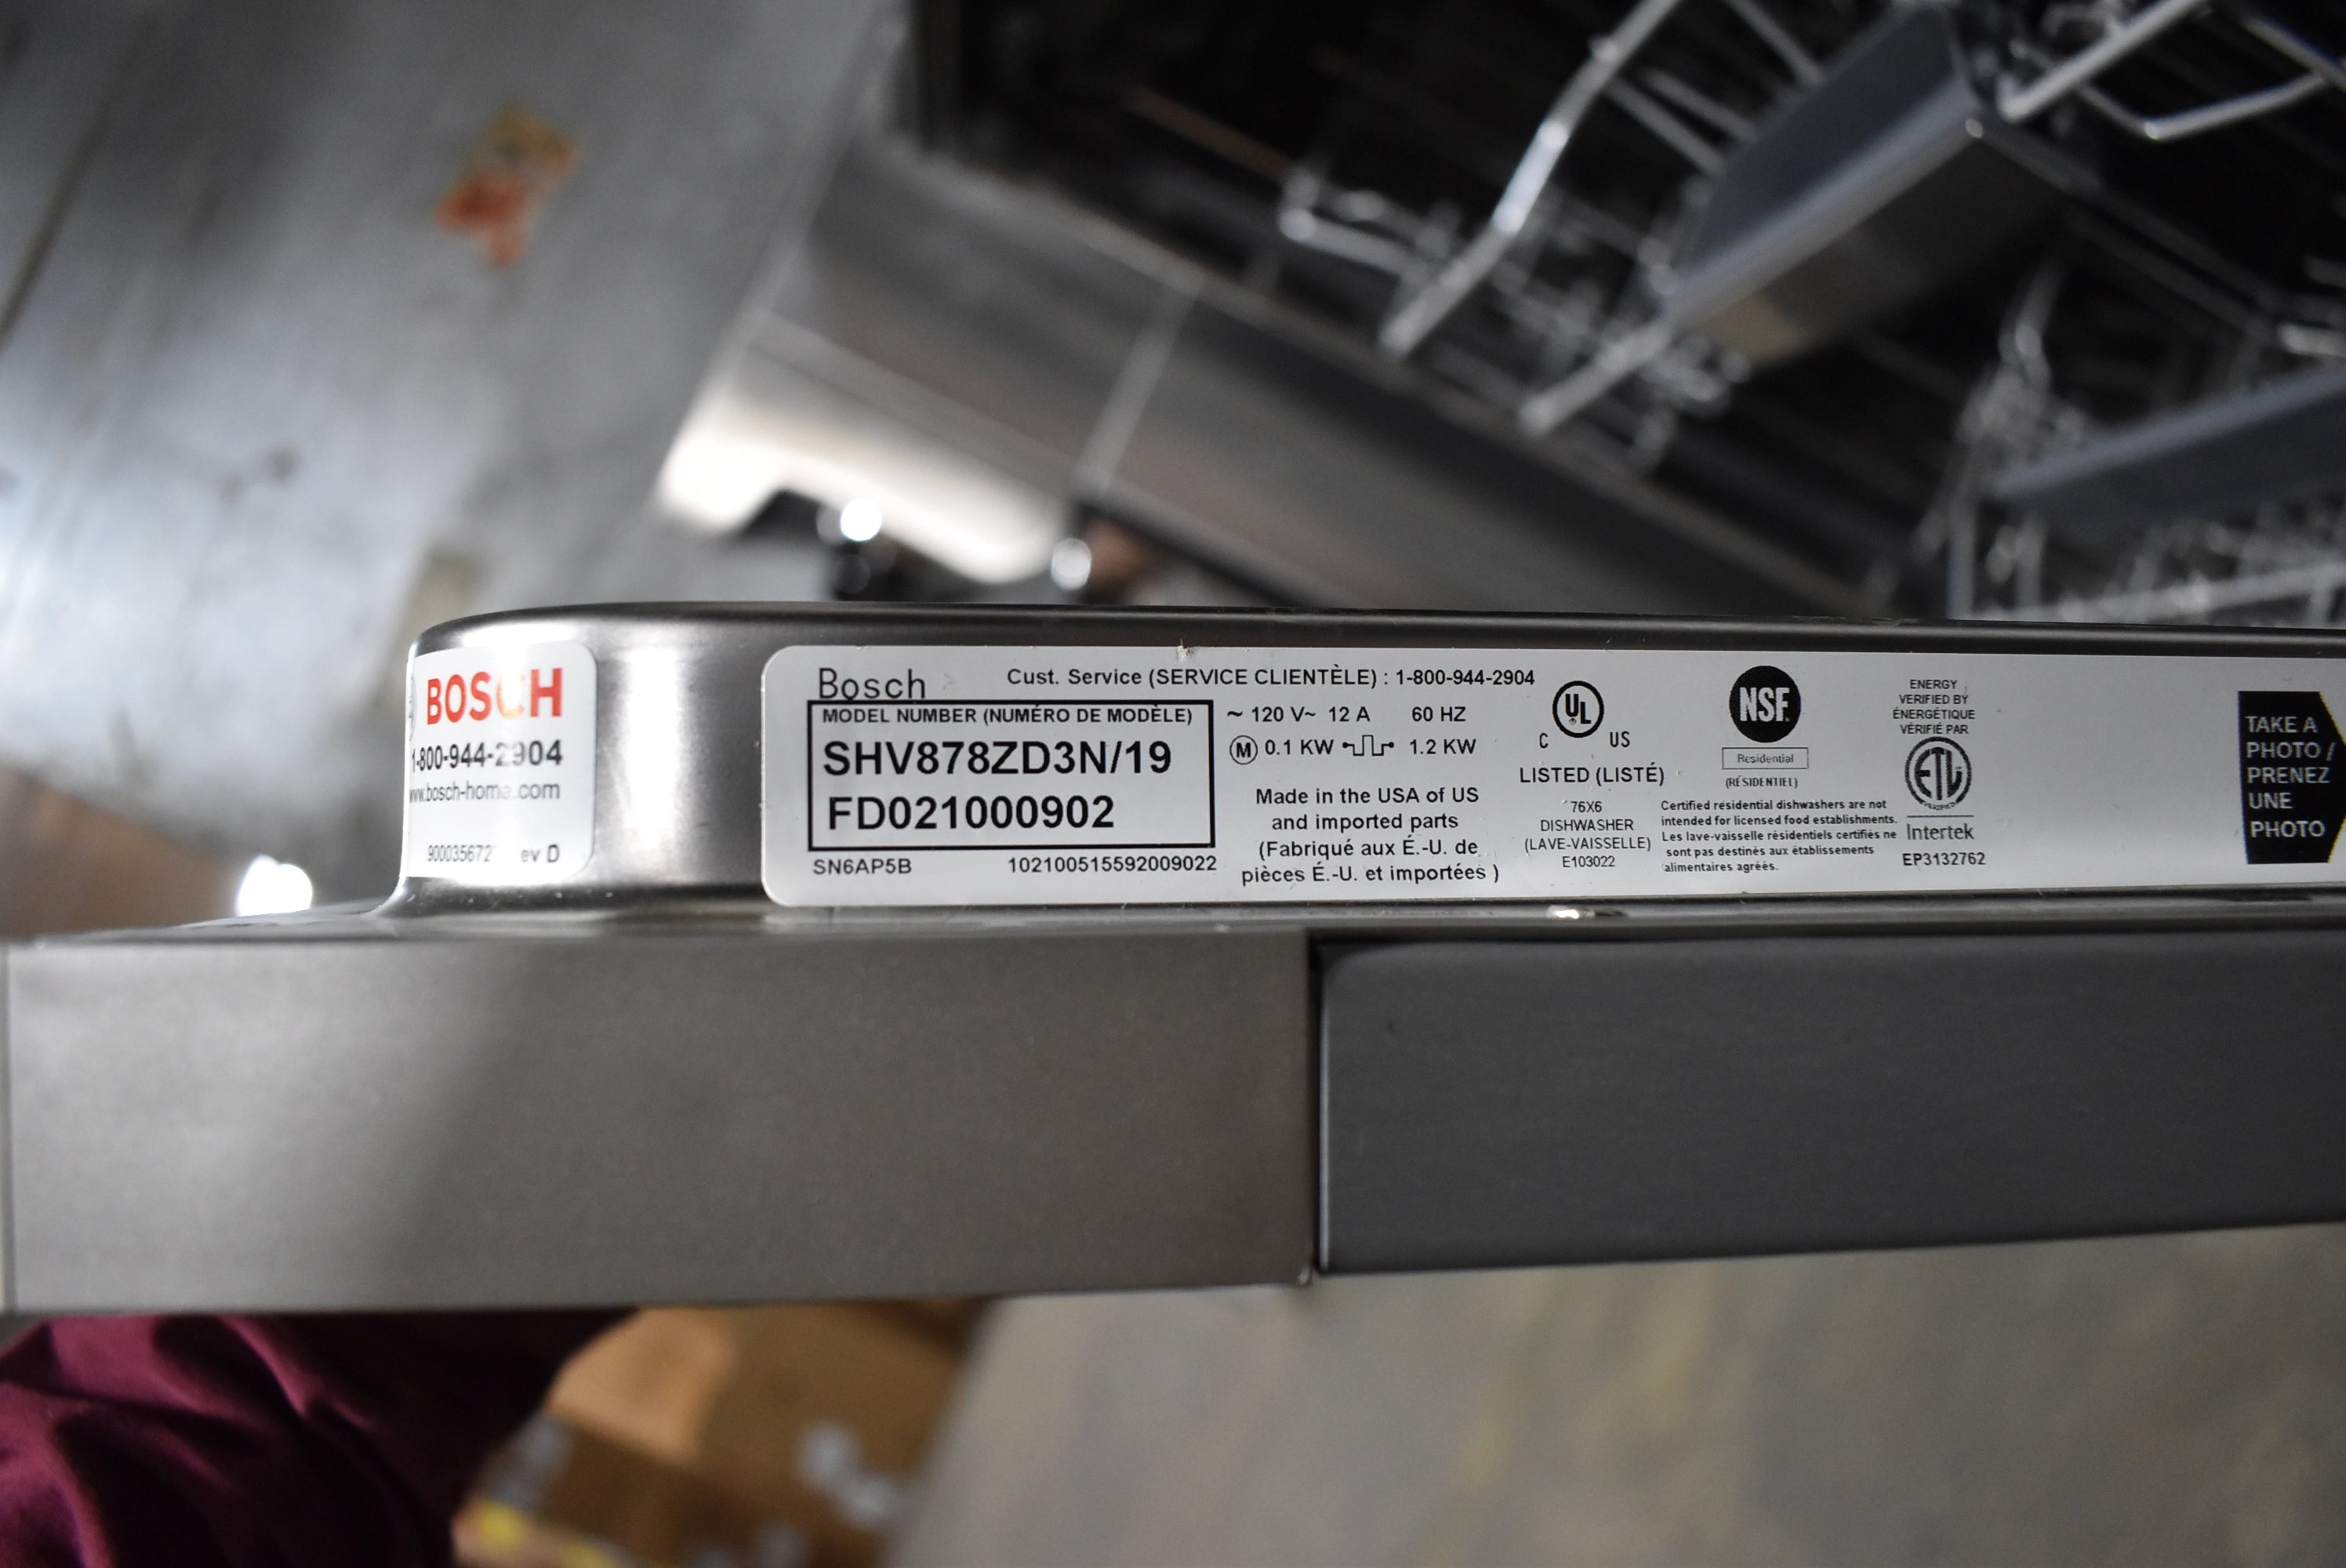 BOSCH
1-800-944-2904
www.bosch-home.com
900035672 ev D
Bosch
Cust. Service (SERVICE CLIENTÈLE) : 1-800-944-2904
MODEL NUMBER (NUMÉRO DE MODÈLE)
SHV878ZD3N/19
FD021000902
SN6AP5B 102100515592009022
~ 120 V~ 12 A 60 HZ
M 0.1 KW 1.2 KW
Made in the USA of US
and imported parts
(Fabriqué aux É.-U. de
pièces É.-U. et importées )
UL
C US
LISTED (LISTÉ)
76X6
DISHWASHER
(LAVE-VAISSELLE)
E103022
NSF
Residential
(RÉSIDENTIEL)
Certified residential dishwashers are not
intended for licensed food establishments.
Les lave-vaisselle résidentiels certifiés ne
sont pas destinés aux établissements
alimentaires agréés.
ENERGY
VERIFIED BY
ÉNERGÉTIQUE
VÉRIFIÉ PAR
ETL
Intertek
EP3132762
TAKE A
PHOTO /
PRENEZ
UNE
PHOTO